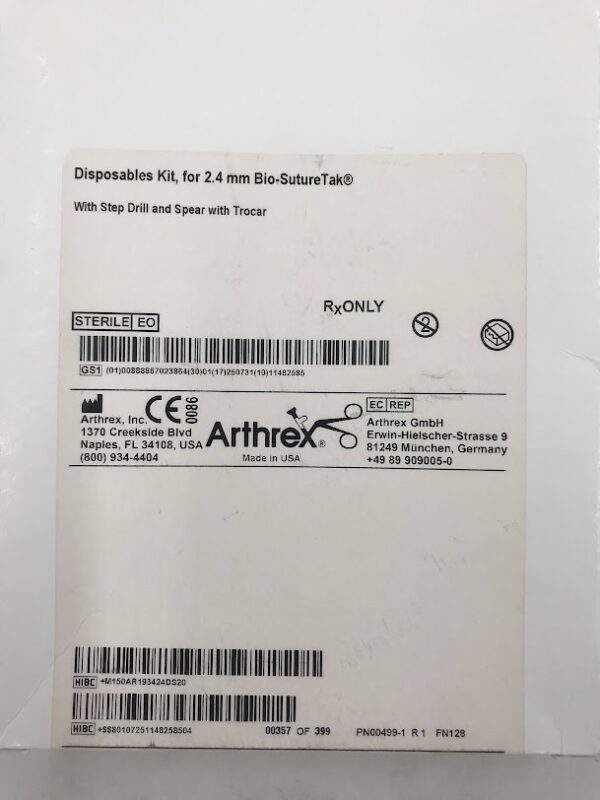 Disposables Kit, for 2.4 mm Bio-SutureTak®
With Step Drill and Spear with Trocar
RxONLY
STERILE EO
GS1 (01)00888867023864(30)01(17)250731(10)11482585
Arthrex, Inc.
1370 Creekside Blvd
Naples, FL 34108, USA
(800) 934-4404
CE 0086
Arthrex®
Made in USA
EC REP
Arthrex GmbH
Erwin-Hielscher-Strasse 9
81249 München, Germany
+49 89 909005-0
HIBC +M150AR193424DS20
HIBC +$$80107251148258504 00357 OF 399 PN00499-1 R 1 FN128